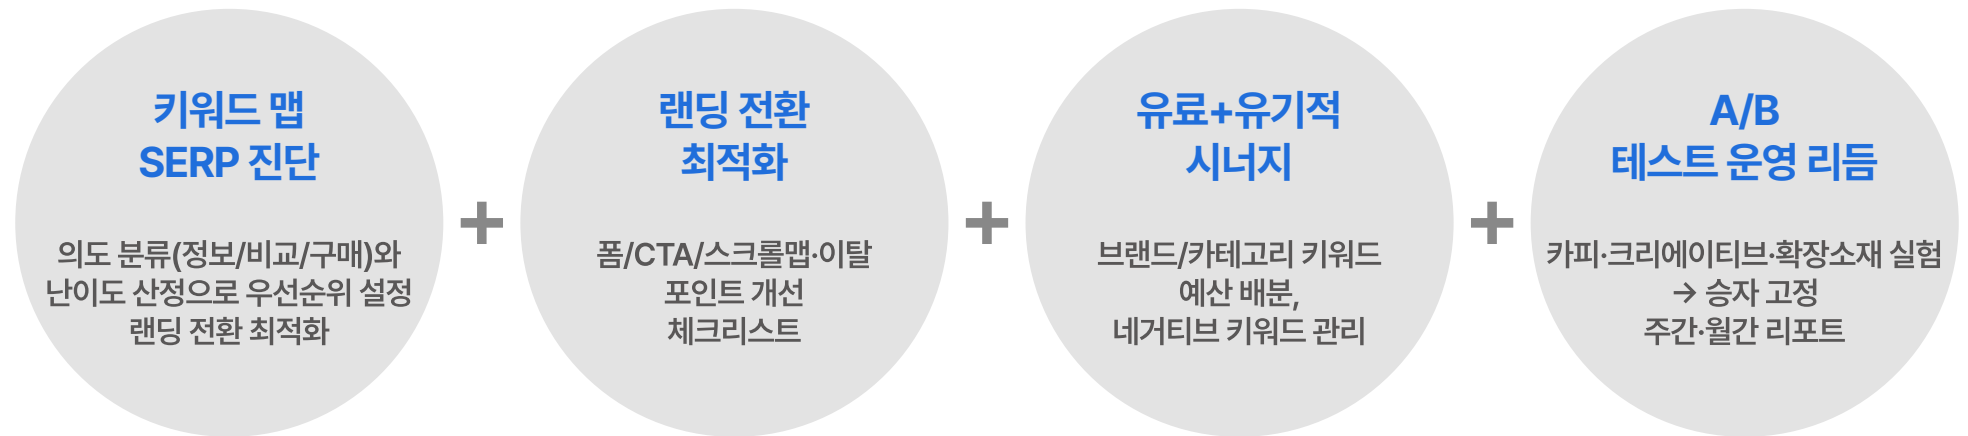 키워드 맵
SERP 진단
의도 분류(정보/비교/구매)와
난이도 산정으로 우선순위 설정
랜딩 전환 최적화
+
랜딩 전환
최적화
폼/CTA/스크롤맵·이탈
포인트 개선
체크리스트
+
유료+유기적
시너지
브랜드/카테고리 키워드
예산 배분,
네거티브 키워드 관리
+
A/B
테스트 운영 리듬
카피·크리에이티브·확장소재 실험
→ 승자 고정
주간·월간 리포트